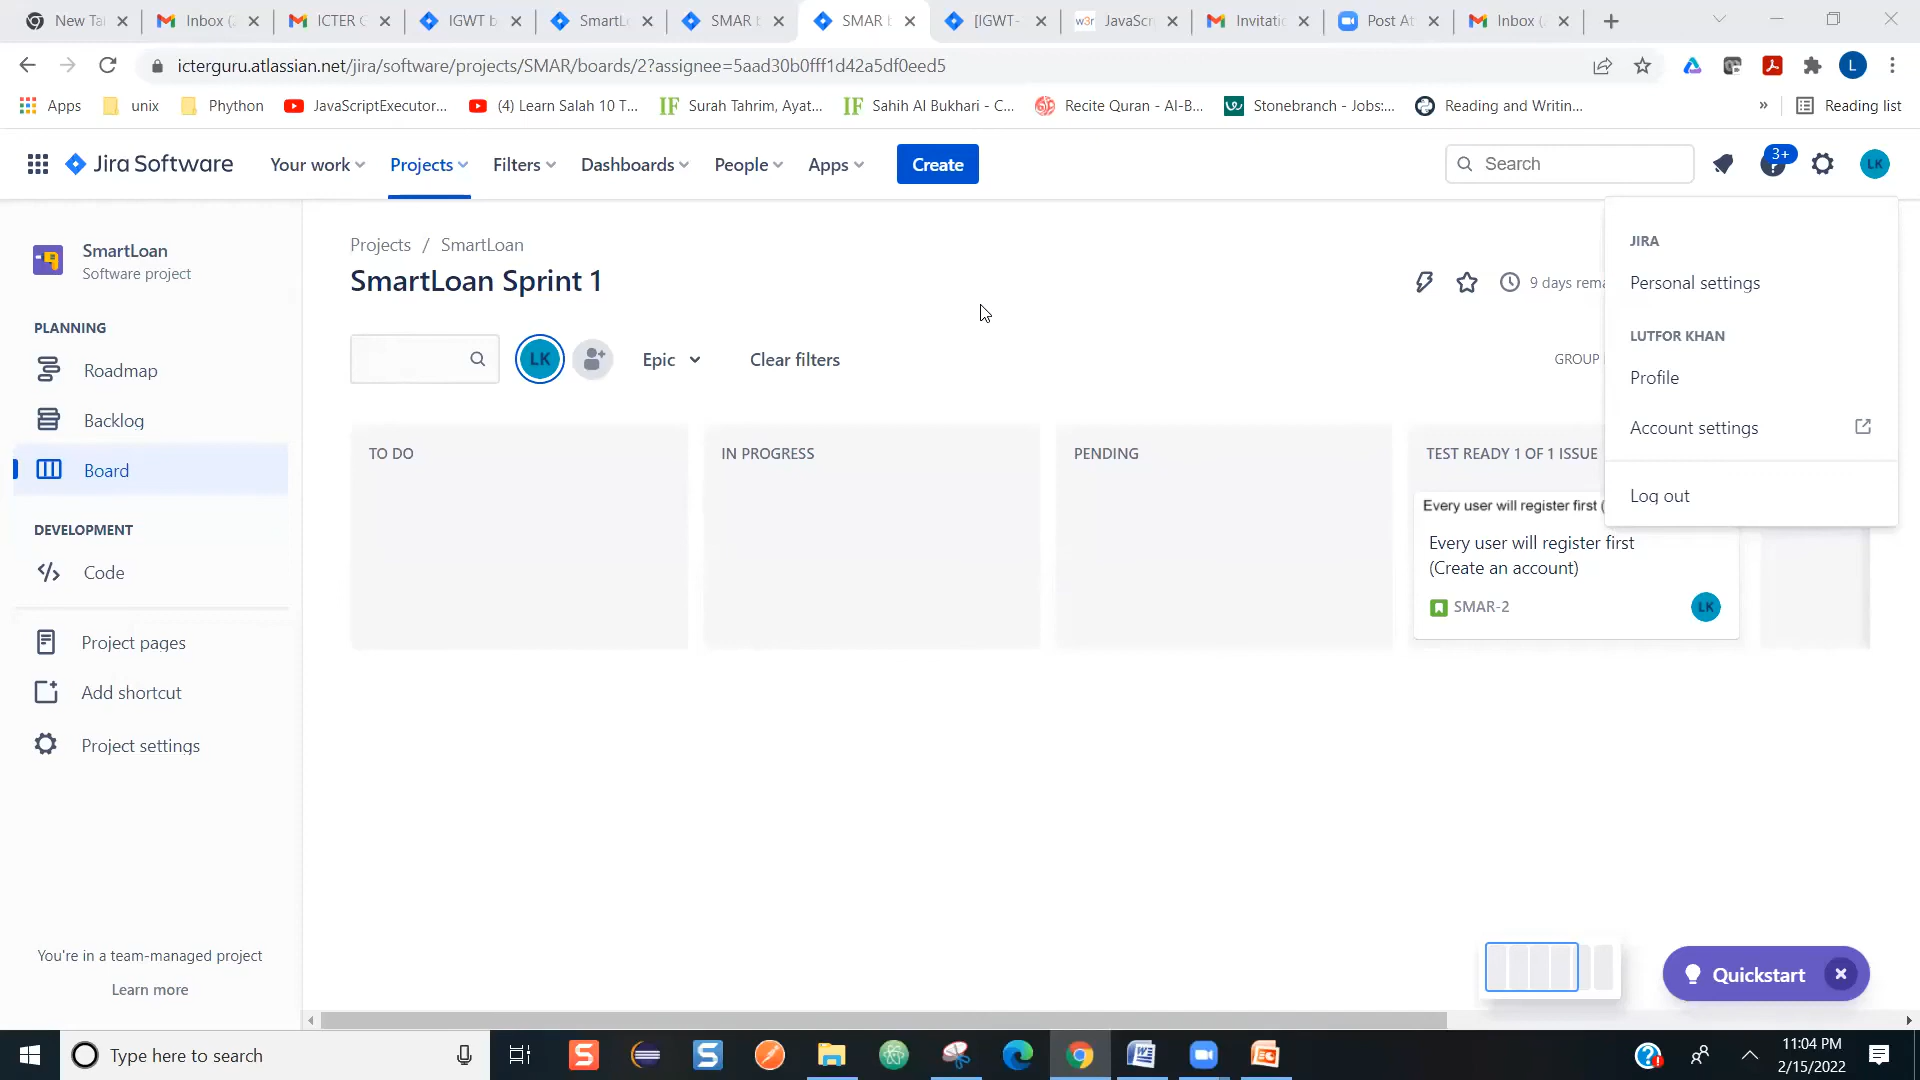 New Ta
Inbox (
ICTER G
IGWT b
SmartL
SMAR b
SMAR b
[IGWT-
JavaScr
Invitatio
Post At
Inbox (
icterguru.atlassian.net/jira/software/projects/SMAR/boards/2?assignee=5aad30b0fff1d42a5df0eed5
L
Apps
unix
Phython
JavaScriptExecutor...
(4) Learn Salah 10 T...
Surah Tahrim, Ayat...
Sahih Al Bukhari - C...
Recite Quran - Al-B...
Stonebranch - Jobs:...
Reading and Writin...
»
Reading list
Jira Software
Your work
Projects
Filters
Dashboards
People
Apps
Create
Search
3+
LK
SmartLoan
Software project
Projects / SmartLoan
SmartLoan Sprint 1
9 days rema
JIRA
Personal settings
LUTFOR KHAN
Profile
Account settings
Log out
PLANNING
Roadmap
Backlog
Board
DEVELOPMENT
Code
Project pages
Add shortcut
Project settings
LK
Epic
Clear filters
GROUP
TO DO
IN PROGRESS
PENDING
TEST READY 1 OF 1 ISSUE
Every user will register first (
Every user will register first
(Create an account)
SMAR-2
LK
You're in a team-managed project
Learn more
Quickstart
Type here to search
11:04 PM
2/15/2022